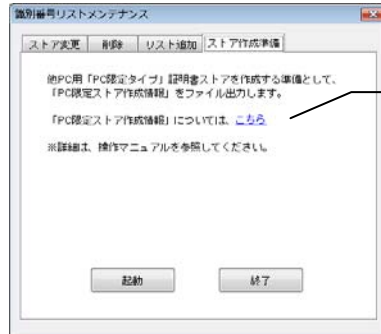 識別番号リストメンテナンス
ストア変更 削除 リスト追加 ストア作成準備
他PC用「PC限定タイプ」証明書ストアを作成する準備として、
「PC限定ストア作成情報」をファイル出力します。
「PC限定ストア作成情報」については、こちら
※詳細は、操作マニュアルを参照してください。
起動 終了